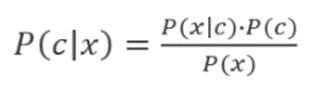 P(c|x) = P(x|c)·P(c) / P(x)